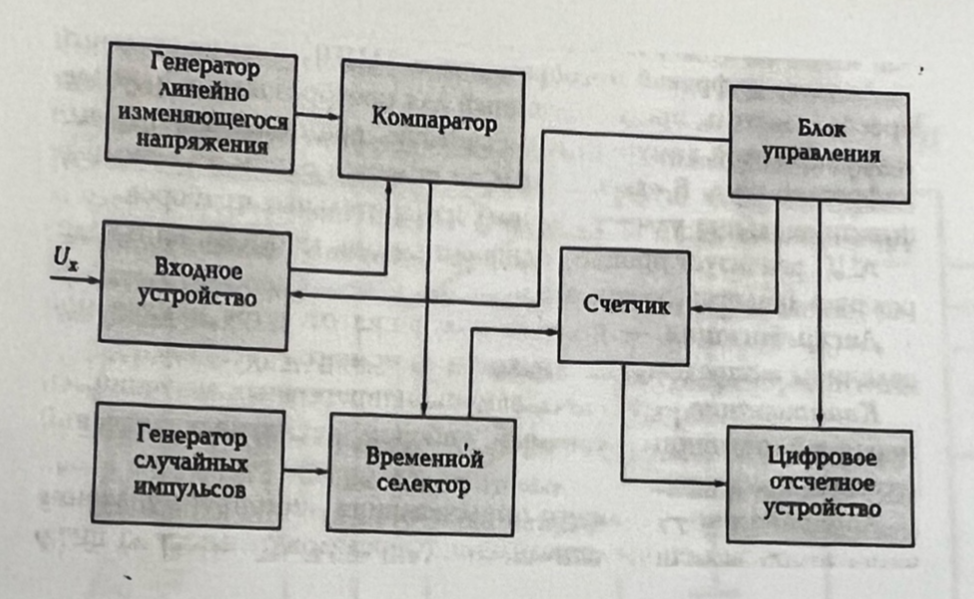 Генератор
линейно
изменяющегося
напряжения
Компаратор
Блок
управления
Uх
Входное
устройство
Счетчик
Генератор
случайных
импульсов
Временно́й
селектор
Цифровое
отсчетное
устройство